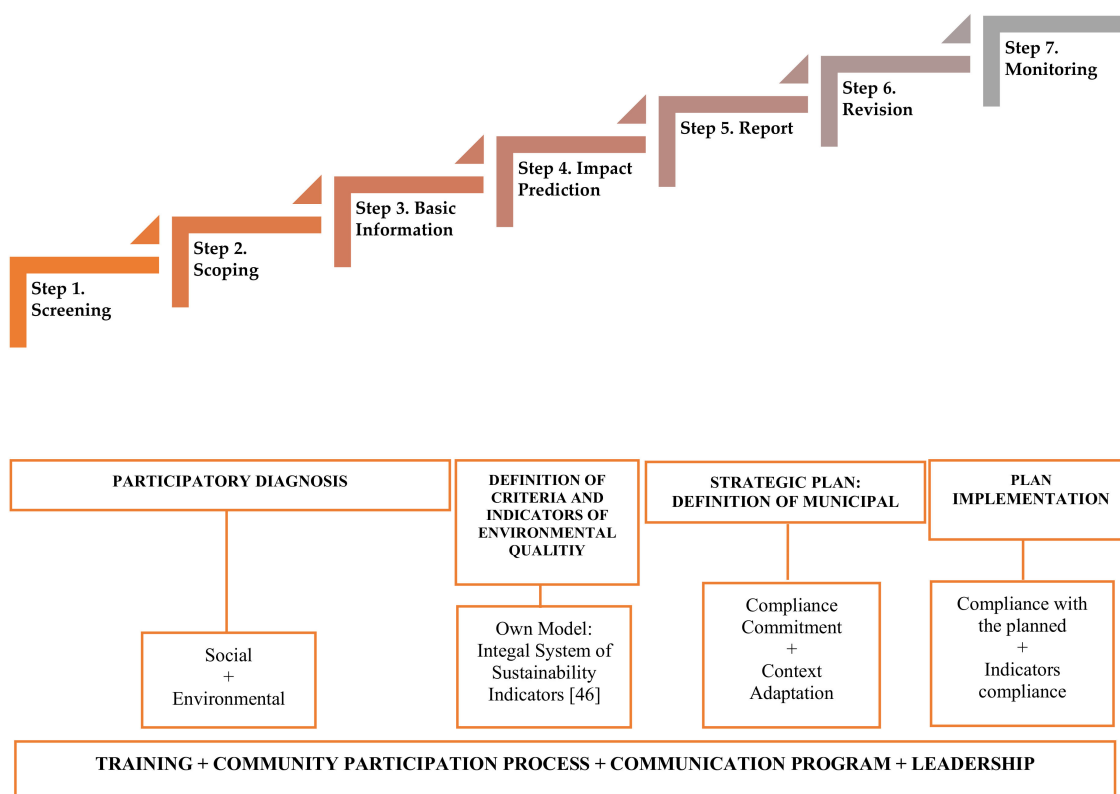 Step 1.
Screening
Step 2.
Scoping
Step 3. Basic
Information
Step 4. Impact
Prediction
Step 5. Report
Step 6.
Revision
Step 7.
Monitoring
PARTICIPATORY DIAGNOSIS
DEFINITION OF
CRITERIA AND
INDICATORS OF
ENVIRONMENTAL
QUALITIY
STRATEGIC PLAN:
DEFINITION OF MUNICIPAL
PLAN
IMPLEMENTATION
Social
+
Environmental
Own Model:
Integal System of
Sustainability
Indicators [46]
Compliance
Commitment
+
Context
Adaptation
Compliance with
the planned
+
Indicators
compliance
TRAINING + COMMUNITY PARTICIPATION PROCESS + COMMUNICATION PROGRAM + LEADERSHIP